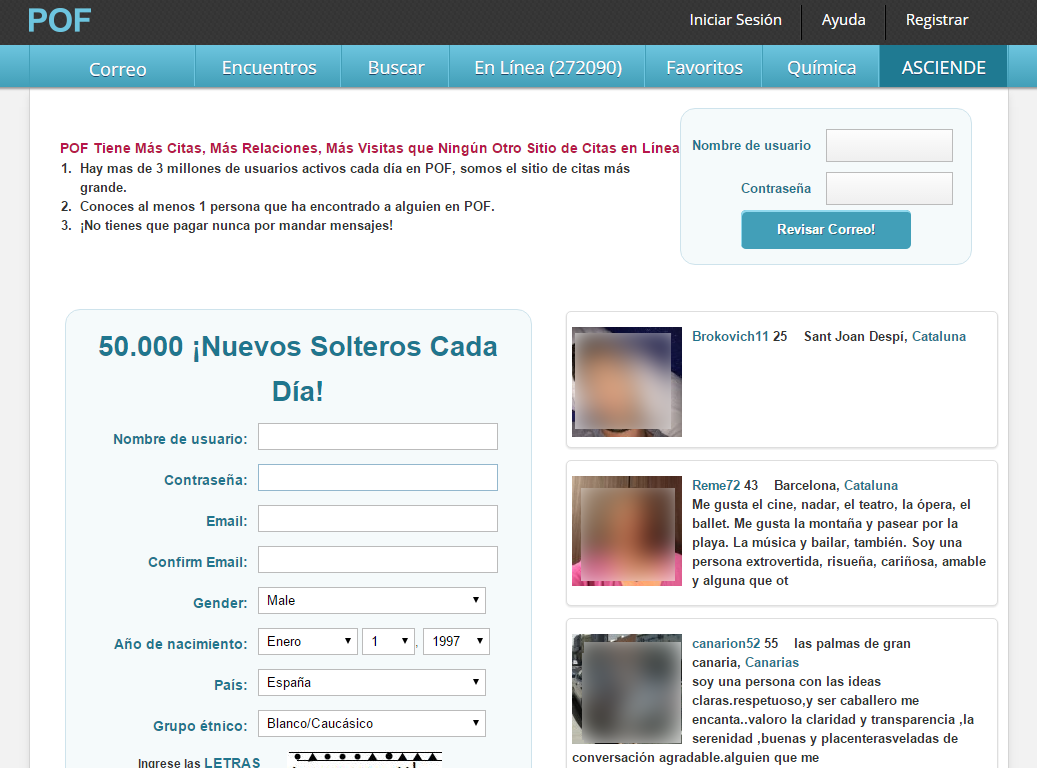 POF
Iniciar Sesión
Ayuda
Registrar
Correo
Encuentros
Buscar
En Línea (272090)
Favoritos
Química
ASCIENDE
POF Tiene Más Citas, Más Relaciones, Más Visitas que Ningún Otro Sitio de Citas en Línea
1. Hay mas de 3 millones de usuarios activos cada día en POF, somos el sitio de citas más
grande.
2. Conoces al menos 1 persona que ha encontrado a alguien en POF.
3. ¡No tienes que pagar nunca por mandar mensajes!
Nombre de usuario
Contraseña
Revisar Correo!
50.000 ¡Nuevos Solteros Cada
Día!
Nombre de usuario:
Contraseña:
Email:
Confirm Email:
Gender: Male
Año de nacimiento: Enero 1 , 1997
País: España
Grupo étnico: Blanco/Caucásico
Ingrese las LETRAS
Brokovich11 25 Sant Joan Despí, Cataluna
Reme72 43 Barcelona, Cataluna
Me gusta el cine, nadar, el teatro, la ópera, el
ballet. Me gusta la montaña y pasear por la
playa. La música y bailar, también. Soy una
persona extrovertida, risueña, cariñosa, amable
y alguna que ot
canarion52 55 las palmas de gran
canaria, Canarias
soy una persona con las ideas
claras.respetuoso,y ser caballero me
encanta..valoro la claridad y transparencia ,la
serenidad ,buenas y placenterasveladas de
conversación agradable.alguien que me